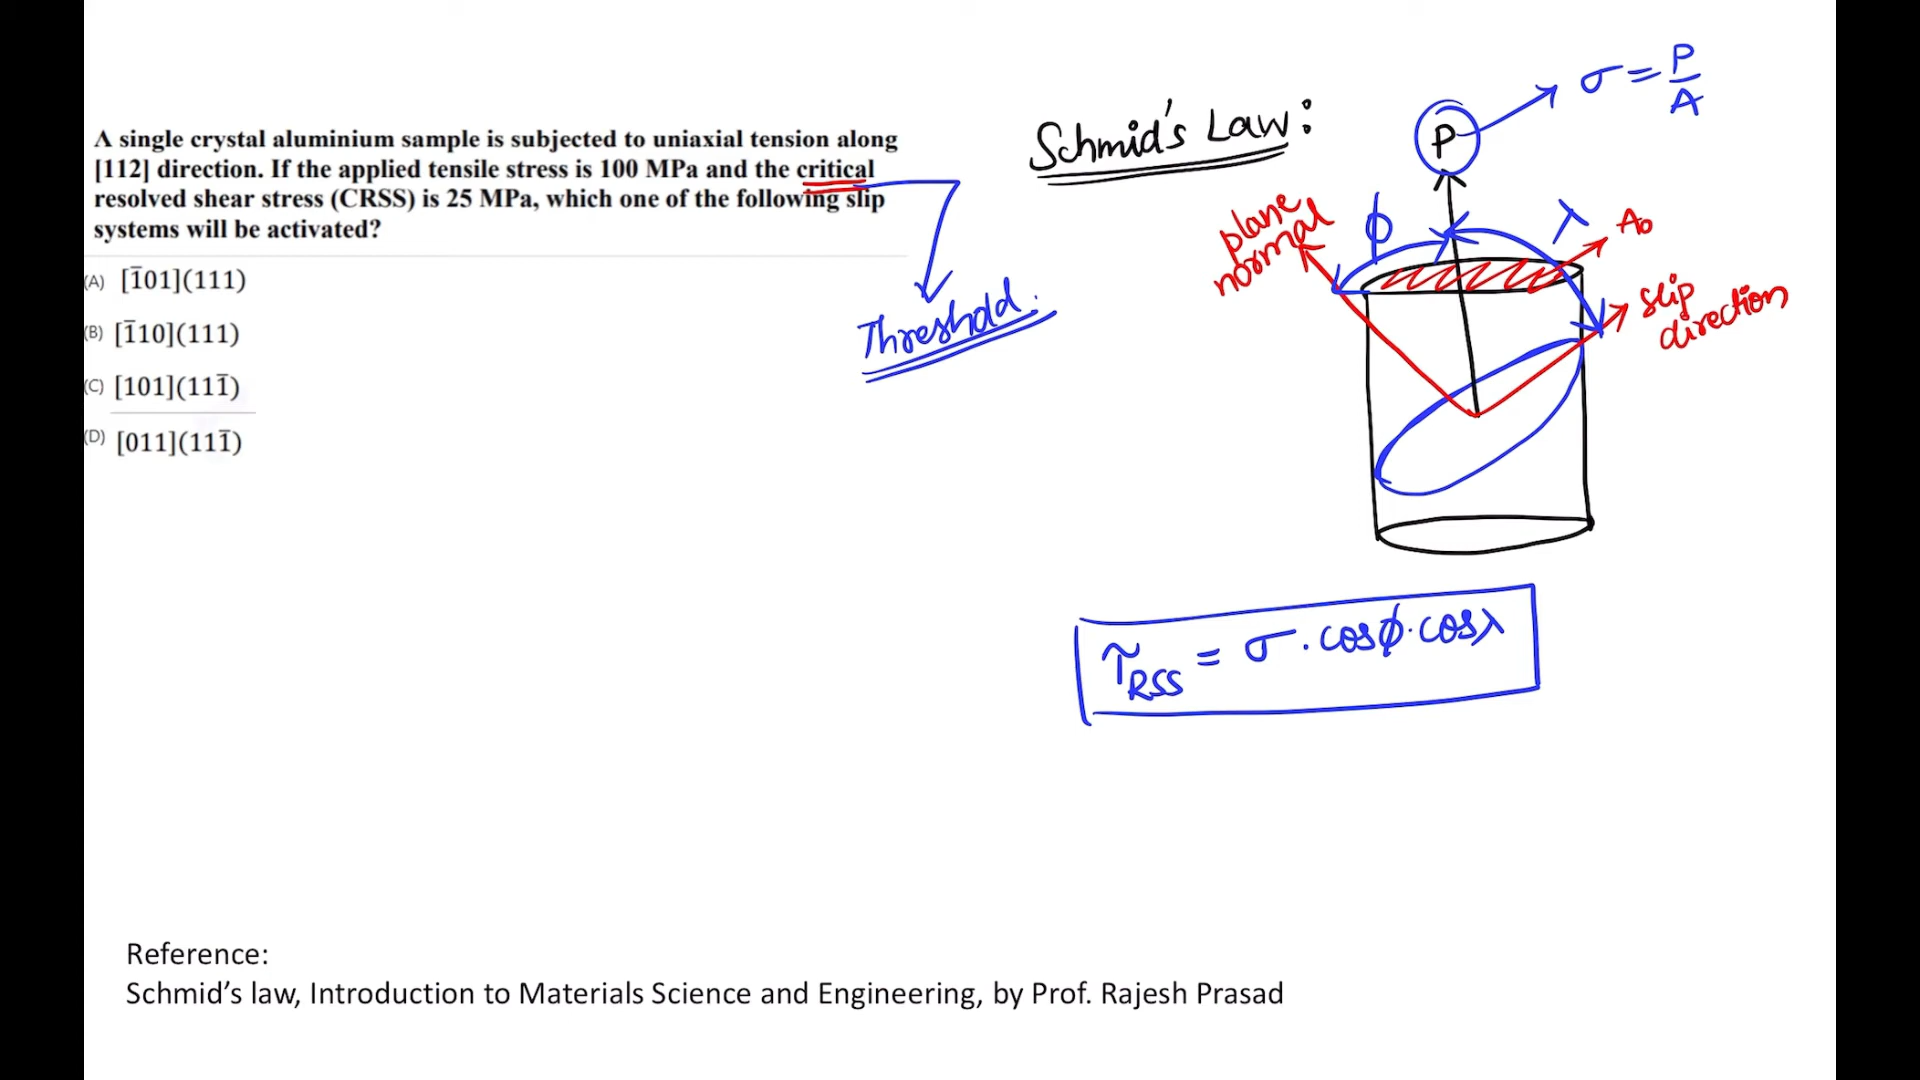 A single crystal aluminium sample is subjected to uniaxial tension along
[112] direction. If the applied tensile stress is 100 MPa and the critical
resolved shear stress (CRSS) is 25 MPa, which one of the following slip
systems will be activated?
(A) [1̅01](111)
(B) [1̅10](111)
(C) [101](111̅)
(D) [011](111̅)
Threshold.
Schmid's Law:
P
σ = P/A
plane
normal
ϕ
λ
A₀
slip
direction
τ_RSS = σ . cosϕ . cosλ
Reference:
Schmid’s law, Introduction to Materials Science and Engineering, by Prof. Rajesh Prasad